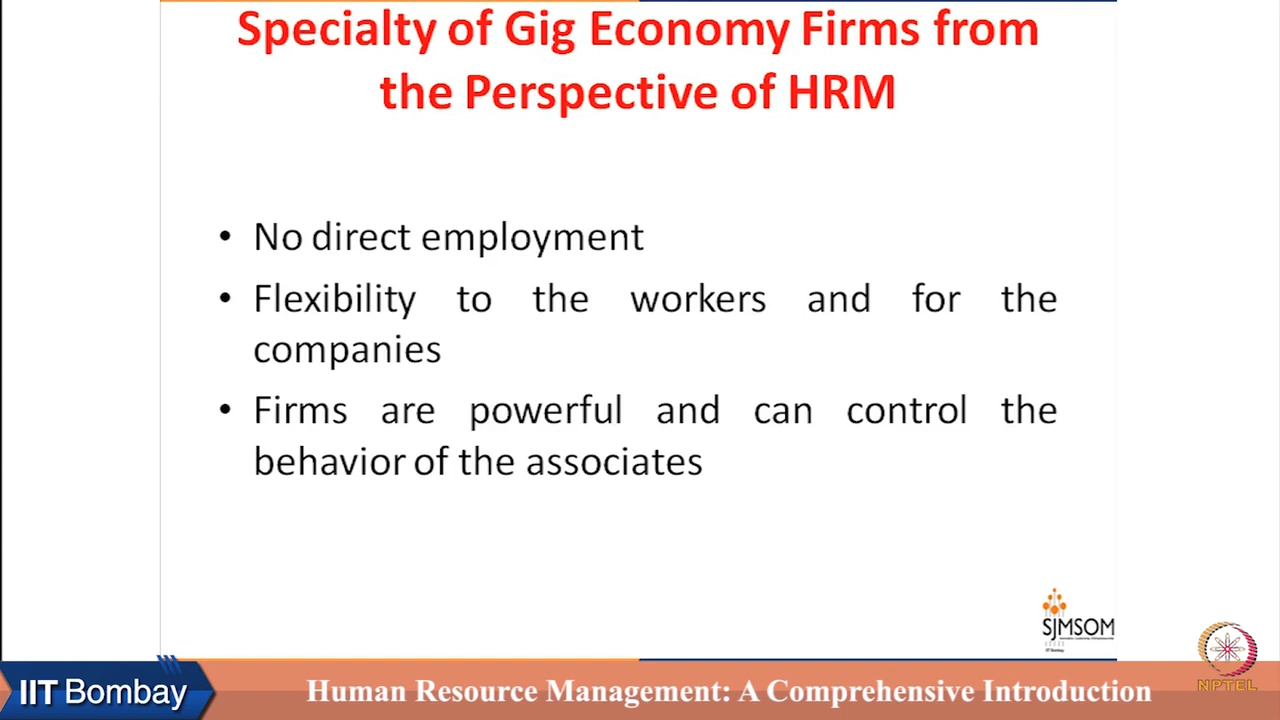 Specialty of Gig Economy Firms from
the Perspective of HRM
• No direct employment
• Flexibility to the workers and for the
companies
• Firms are powerful and can control the
behavior of the associates
SJMSOM
IIT Bombay
NPTEL
IIT Bombay
Human Resource Management: A Comprehensive Introduction